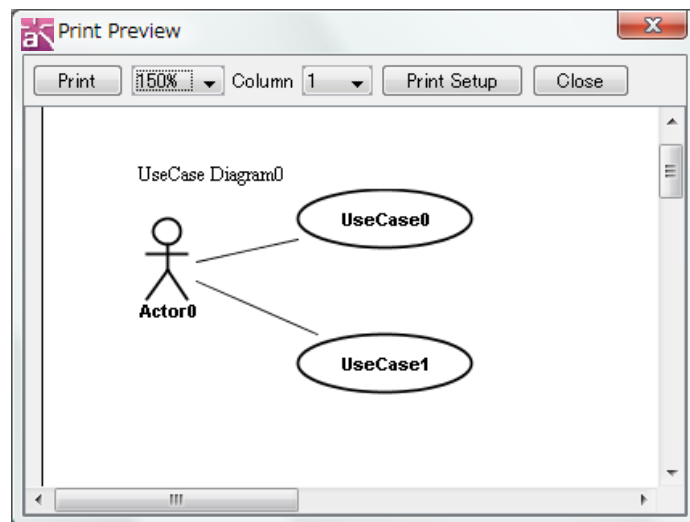 Print Preview
Print 150% Column 1 Print Setup Close
UseCase Diagram0
UseCase0
Actor0
UseCase1